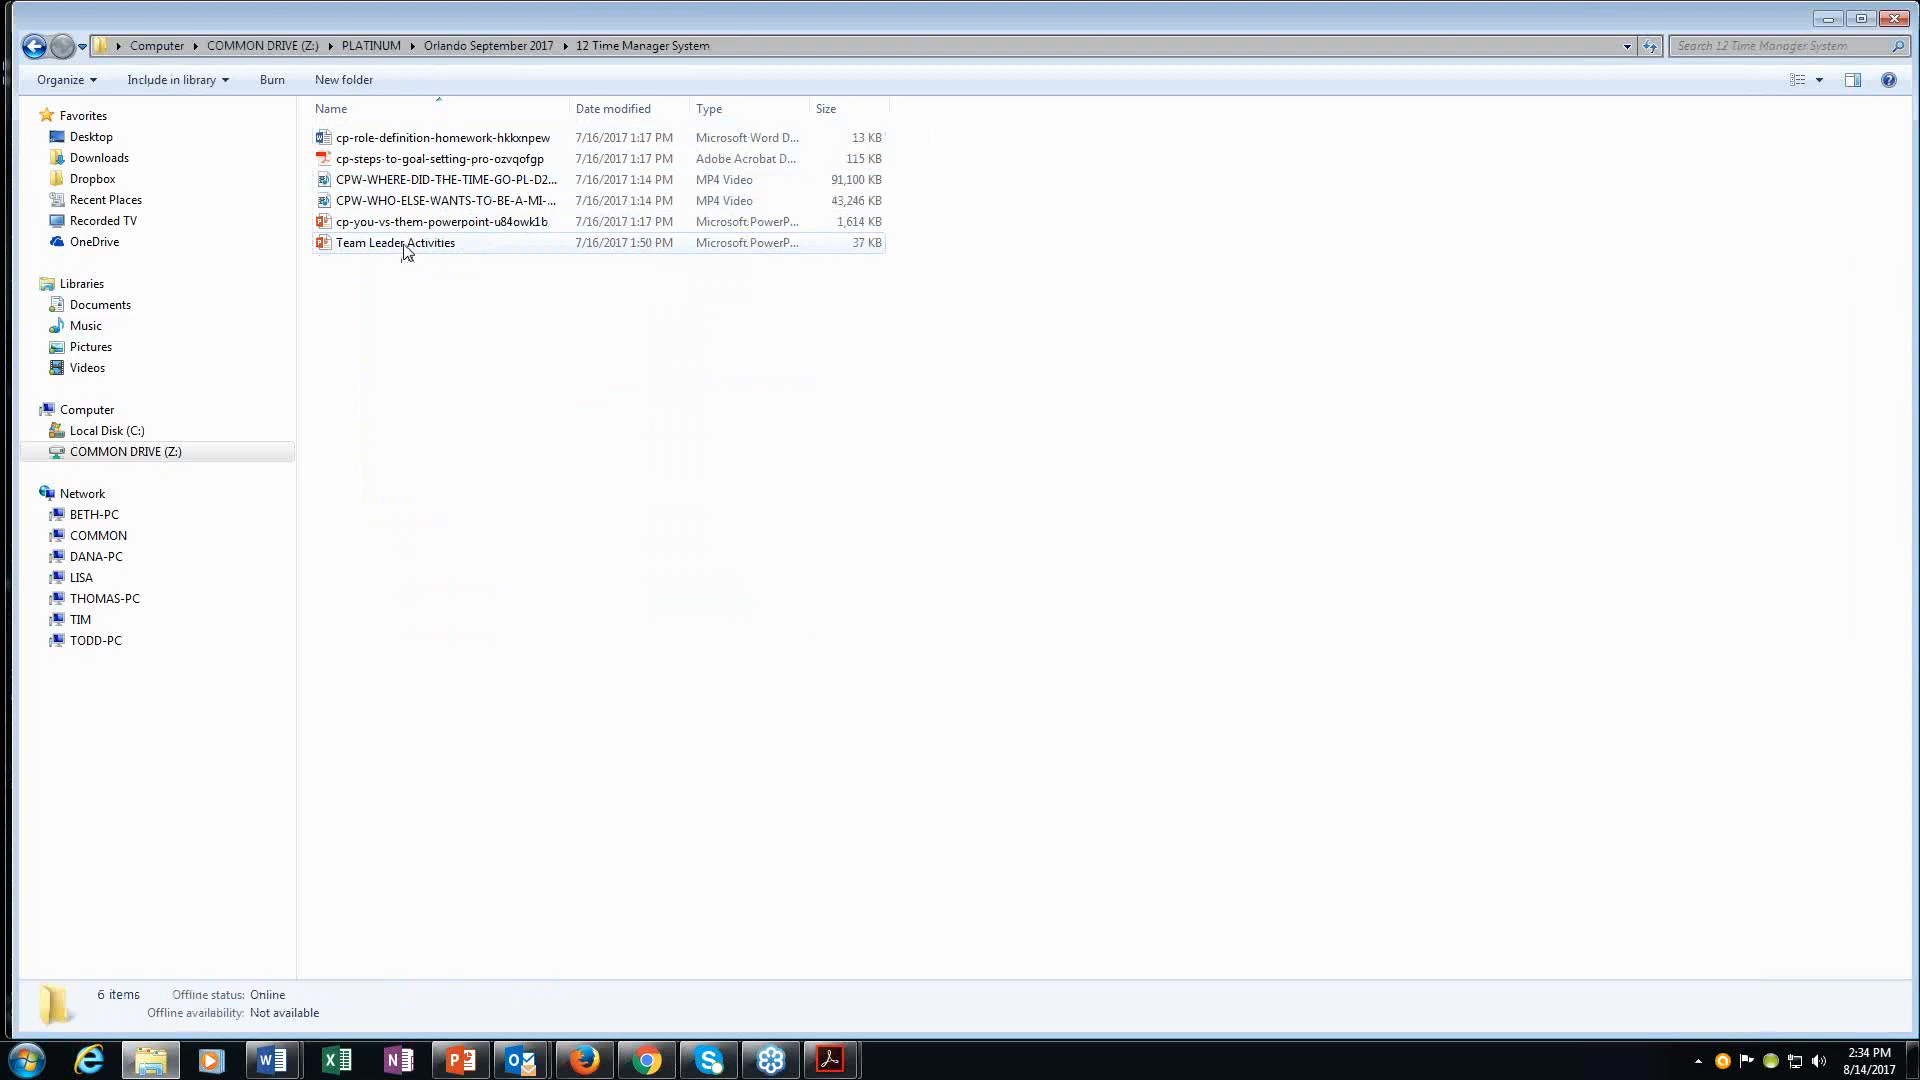 Computer ▸ COMMON DRIVE (Z:) ▸ PLATINUM ▸ Orlando September 2017 ▸ 12 Time Manager System
Search 12 Time Manager System
Organize Include in library Burn New folder
Name Date modified Type Size
cp-role-definition-homework-hkkxnpew 7/16/2017 1:17 PM Microsoft Word D... 13 KB
cp-steps-to-goal-setting-pro-ozvqofgp 7/16/2017 1:17 PM Adobe Acrobat D... 115 KB
CPW-WHERE-DID-THE-TIME-GO-PL-D2... 7/16/2017 1:14 PM MP4 Video 91,100 KB
CPW-WHO-ELSE-WANTS-TO-BE-A-MI-... 7/16/2017 1:14 PM MP4 Video 43,246 KB
cp-you-vs-them-powerpoint-u84owk1b 7/16/2017 1:17 PM Microsoft PowerP... 1,614 KB
Team Leader Activities 7/16/2017 1:50 PM Microsoft PowerP... 37 KB
Favorites
Desktop
Downloads
Dropbox
Recent Places
Recorded TV
OneDrive
Libraries
Documents
Music
Pictures
Videos
Computer
Local Disk (C:)
COMMON DRIVE (Z:)
Network
BETH-PC
COMMON
DANA-PC
LISA
THOMAS-PC
TIM
TODD-PC
6 items Offline status: Online
Offline availability: Not available
2:34 PM
8/14/2017